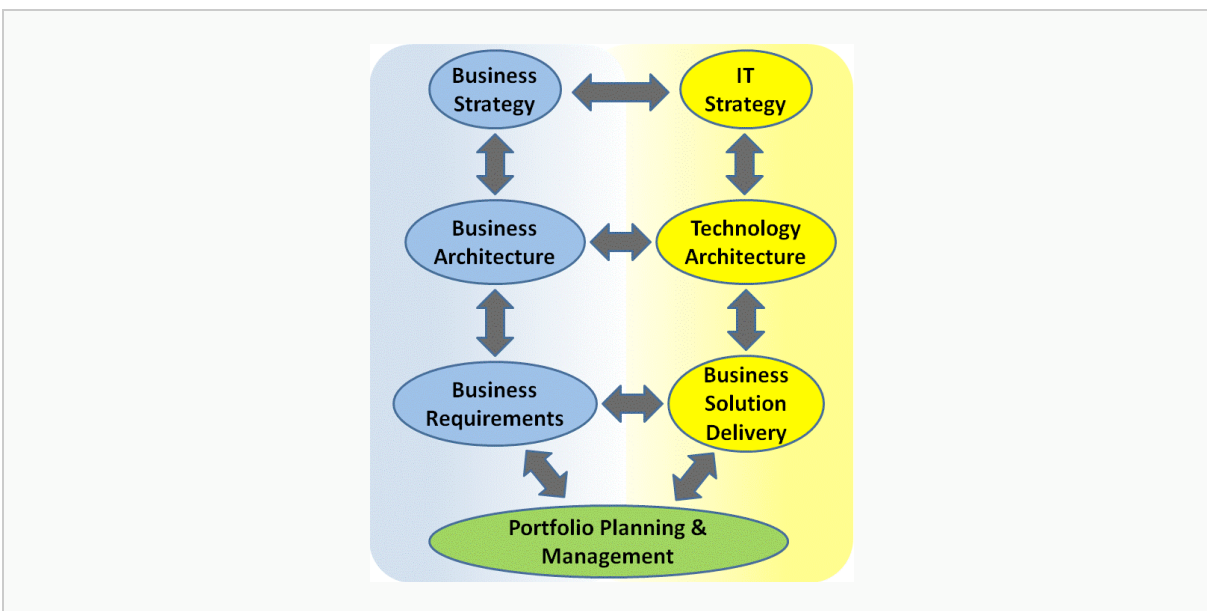 Business
Strategy
IT
Strategy
Business
Architecture
Technology
Architecture
Business
Requirements
Business
Solution
Delivery
Portfolio Planning &
Management